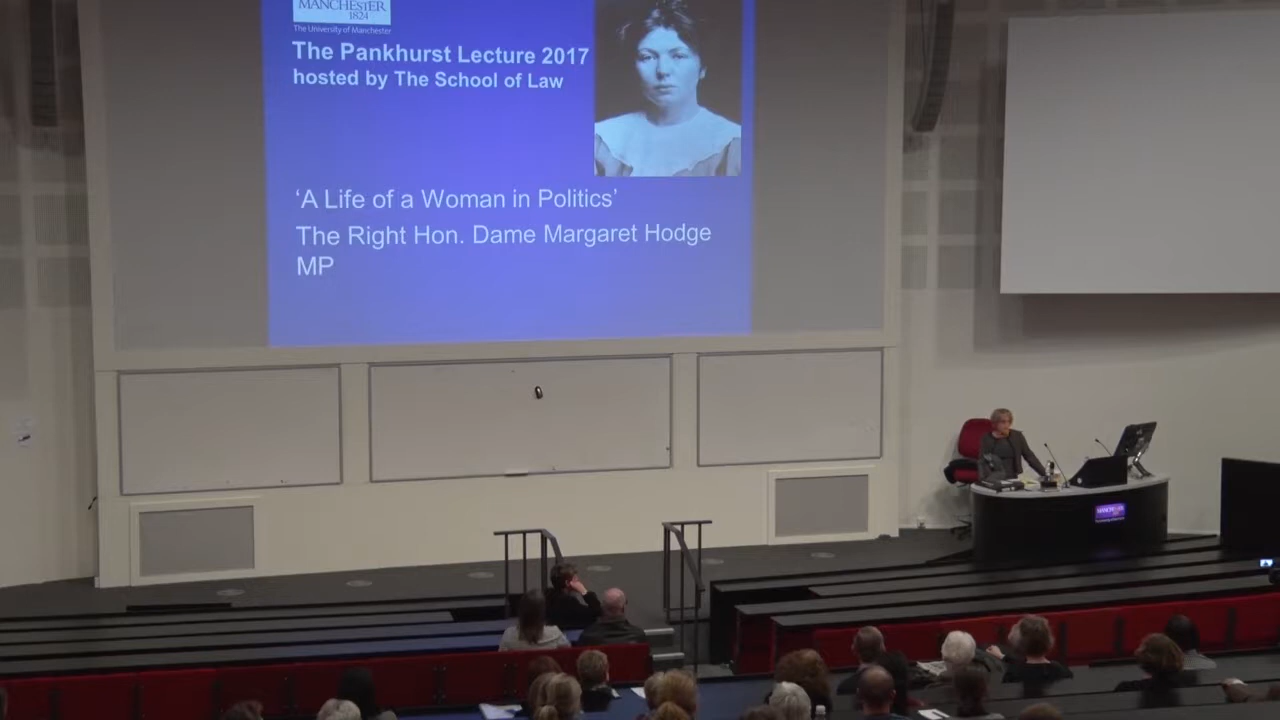 MANCHESTER
1824
The University of Manchester
The Pankhurst Lecture 2017
hosted by The School of Law
‘A Life of a Woman in Politics’
The Right Hon. Dame Margaret Hodge
MP
MANCHESTER